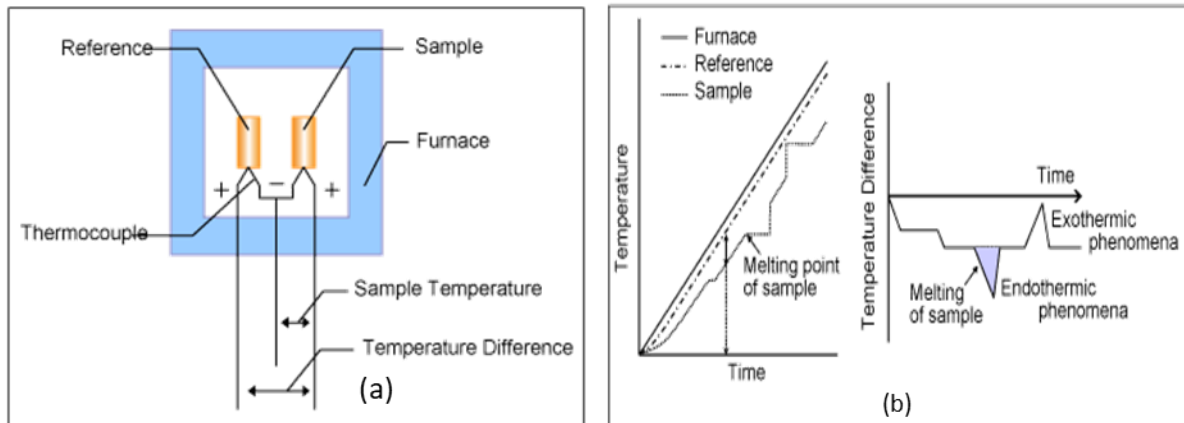 Reference
Sample
Furnace
+ − +
Thermocouple
Sample Temperature
Temperature Difference
(a)
Temperature
Furnace
Reference
Sample
Melting point
of sample
Time
Temperature Difference
Time
Exothermic
phenomena
Melting
of sample
Endothermic
phenomena
(b)